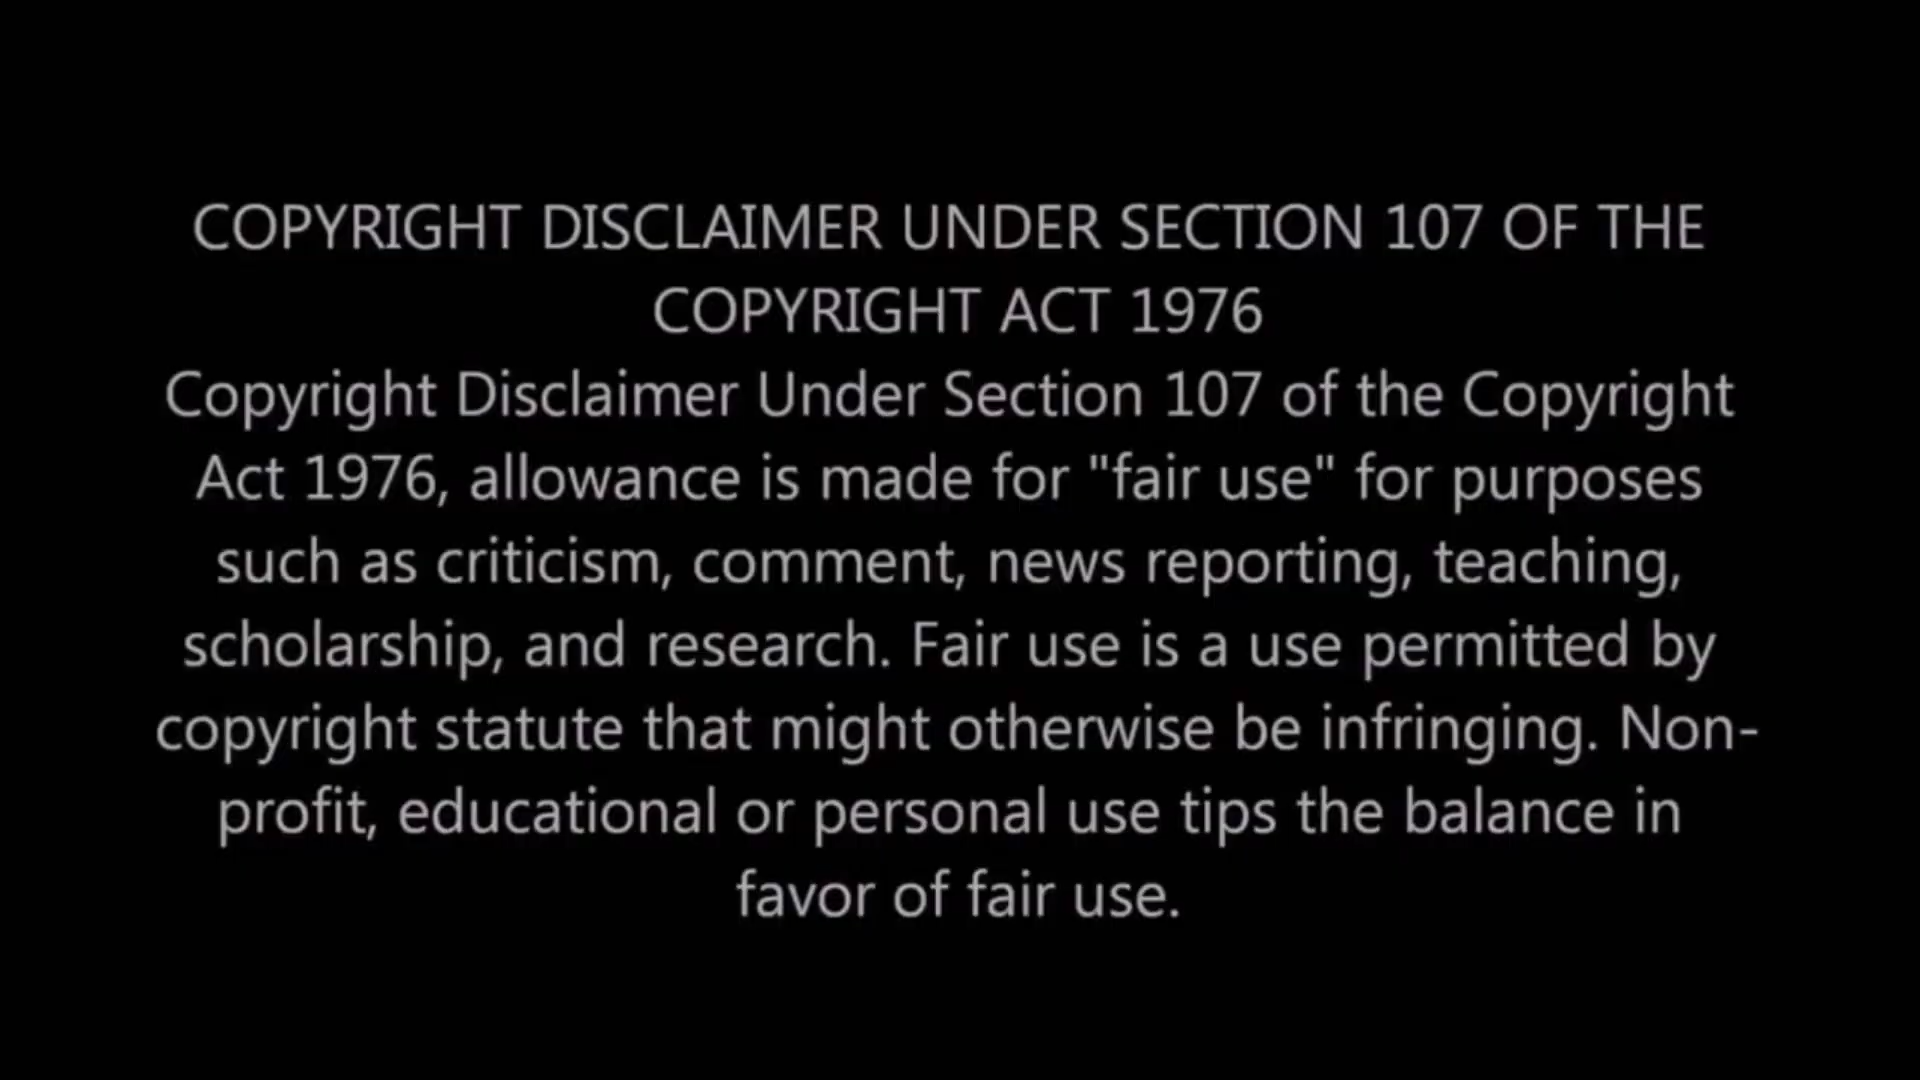 COPYRIGHT DISCLAIMER UNDER SECTION 107 OF THE
COPYRIGHT ACT 1976
Copyright Disclaimer Under Section 107 of the Copyright
Act 1976, allowance is made for "fair use" for purposes
such as criticism, comment, news reporting, teaching,
scholarship, and research. Fair use is a use permitted by
copyright statute that might otherwise be infringing. Non-
profit, educational or personal use tips the balance in
favor of fair use.